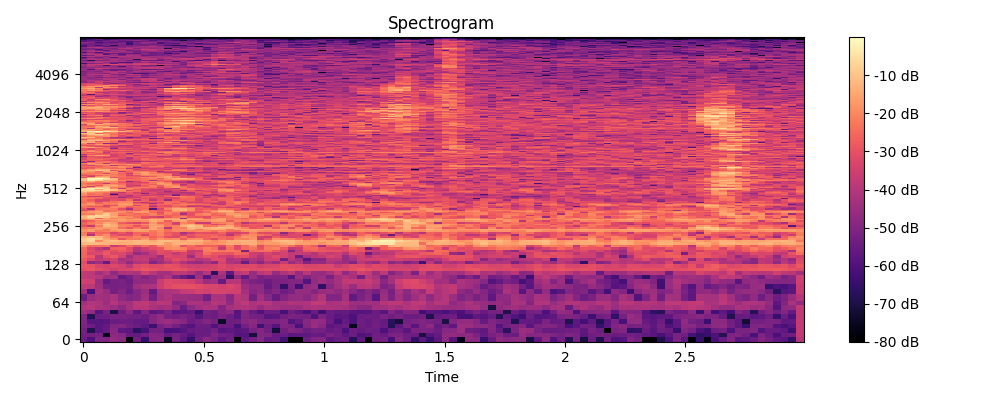 Spectrogram
Hz
4096
2048
1024
512
256
128
64
0
0
0.5
1
1.5
2
2.5
Time
-10 dB
-20 dB
-30 dB
-40 dB
-50 dB
-60 dB
-70 dB
-80 dB